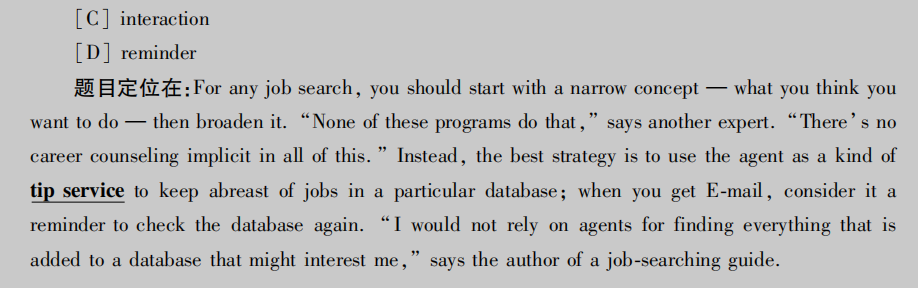 [C] interaction
[D] reminder
题目定位在:For any job search, you should start with a narrow concept — what you think you
want to do — then broaden it. “None of these programs do that,” says another expert. “There’s no
career counseling implicit in all of this.” Instead, the best strategy is to use the agent as a kind of
tip service to keep abreast of jobs in a particular database; when you get E-mail, consider it a
reminder to check the database again. “I would not rely on agents for finding everything that is
added to a database that might interest me,” says the author of a job-searching guide.